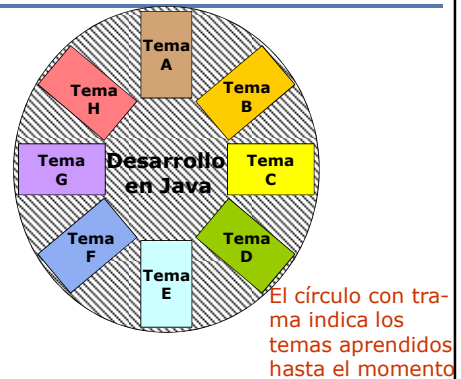 Tema
A
Tema
B
Tema
H
Tema
G
Desarrollo
en Java
Tema
C
Tema
F
Tema
D
Tema
E
El círculo con tra-
ma indica los
temas aprendidos
hasta el momento